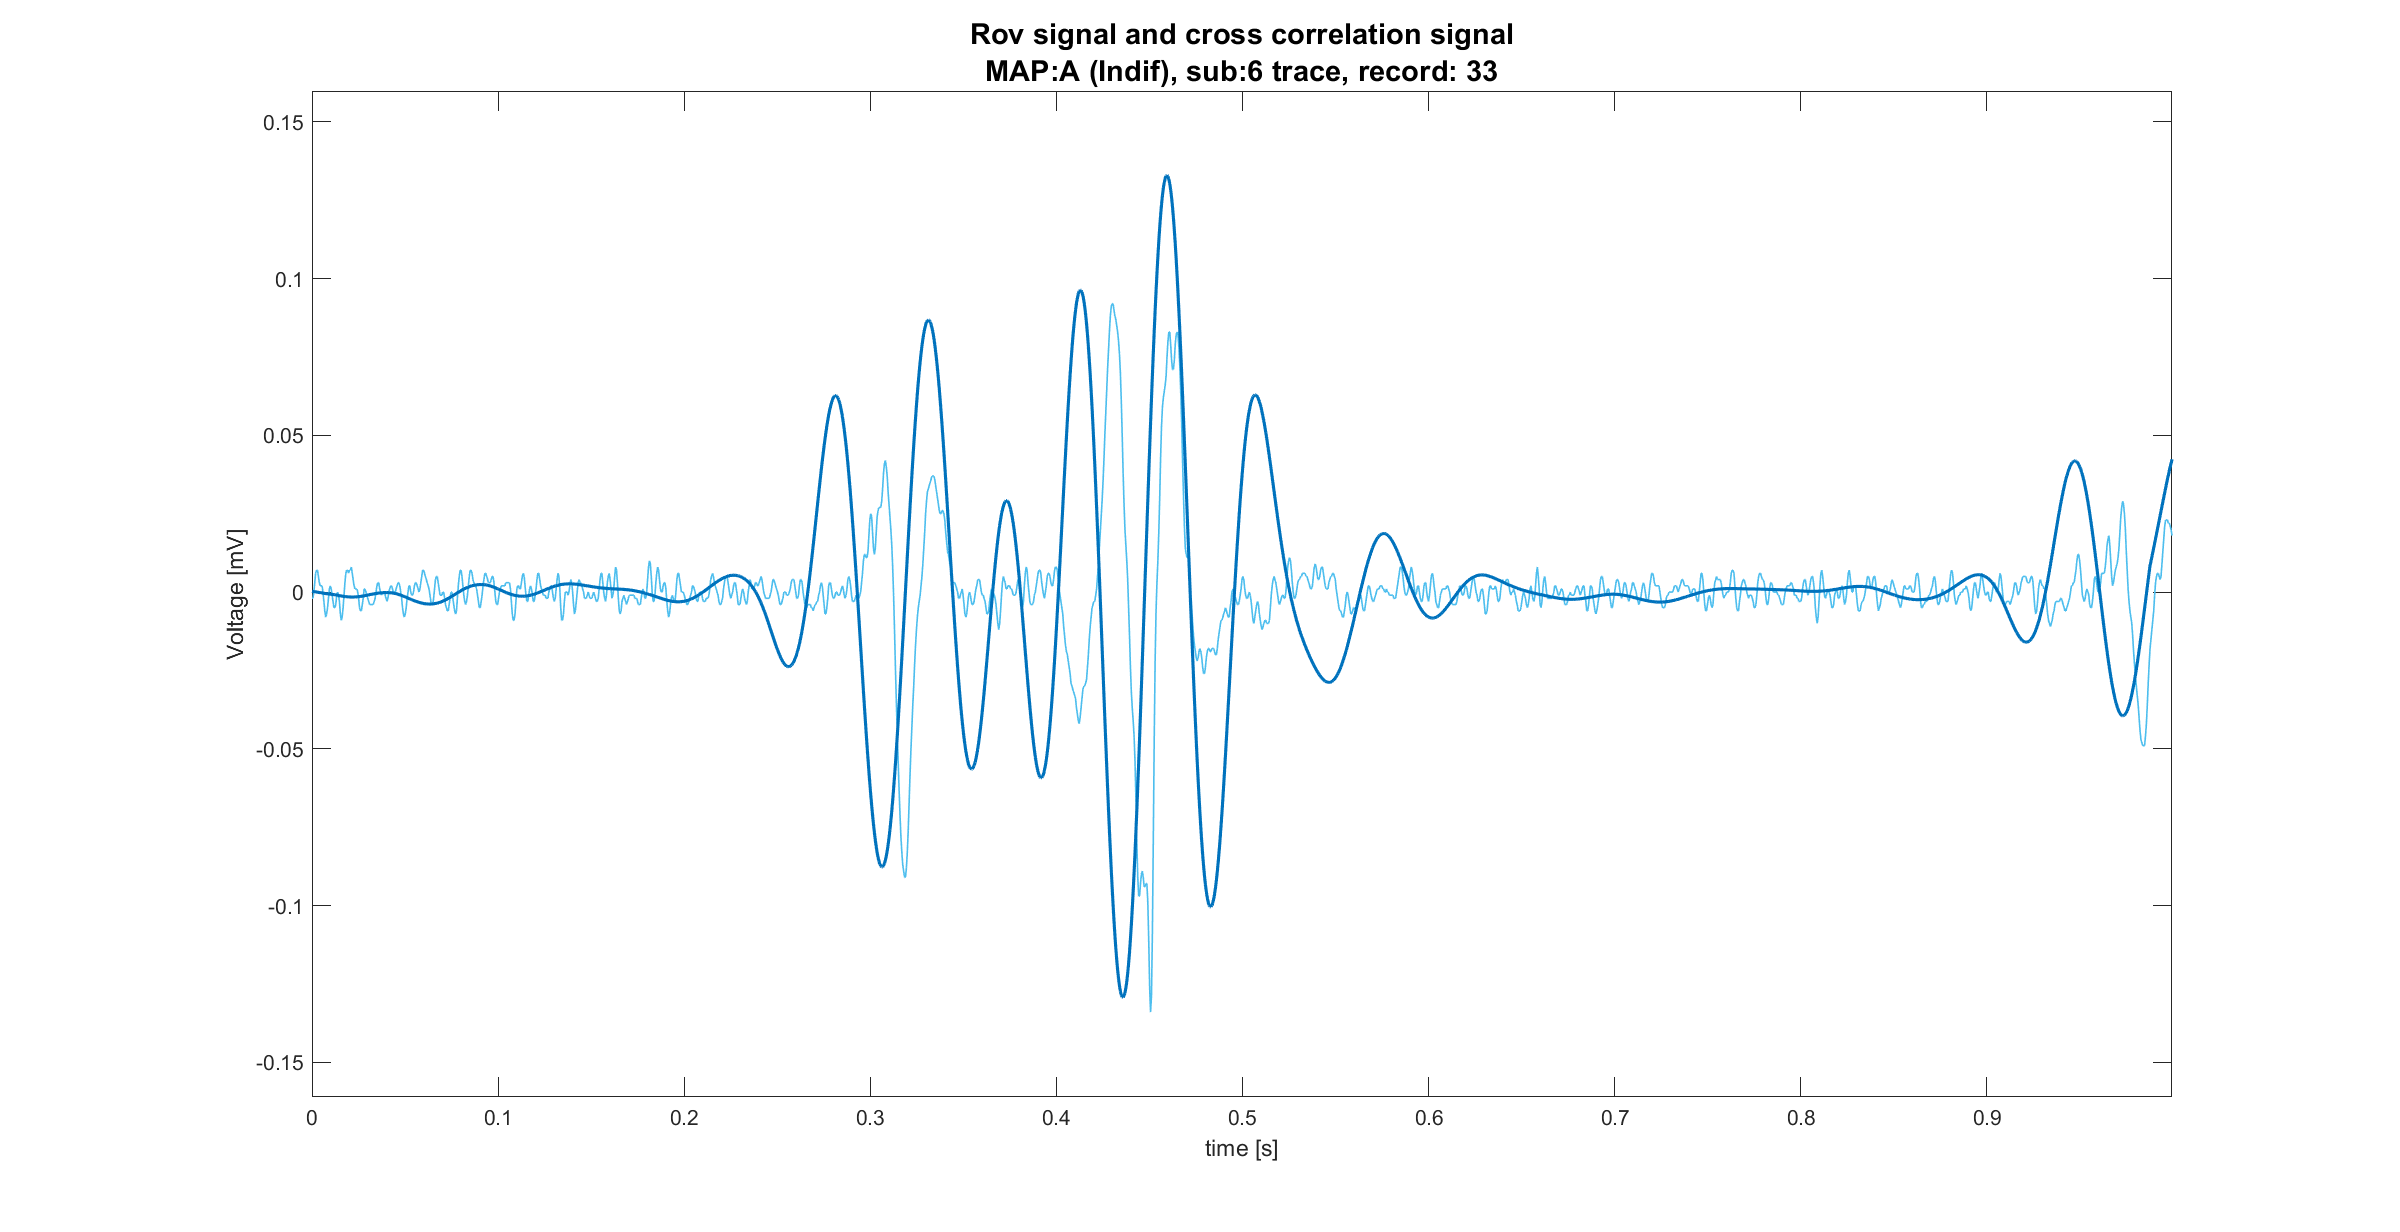 Rov signal and cross correlation signal
MAP:A (Indif), sub:6 trace, record: 33
0.15
0.1
0.05
0
-0.05
-0.1
-0.15
Voltage [mV]
0 0.1 0.2 0.3 0.4 0.5 0.6 0.7 0.8 0.9
time [s]